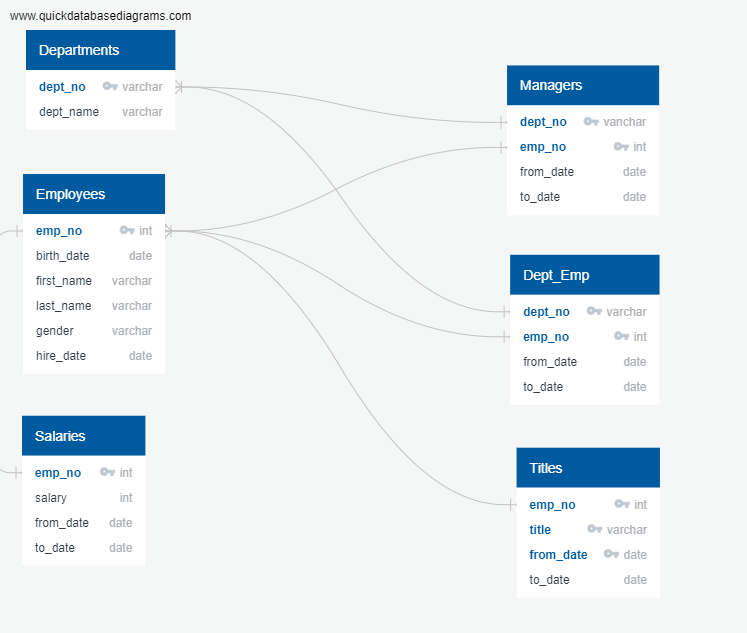 www.quickdatabasediagrams.com
Departments
dept_no varchar
dept_name varchar
Employees
emp_no int
birth_date date
first_name varchar
last_name varchar
gender varchar
hire_date date
Salaries
emp_no int
salary int
from_date date
to_date date
Managers
dept_no vanchar
emp_no int
from_date date
to_date date
Dept_Emp
dept_no varchar
emp_no int
from_date date
to_date date
Titles
emp_no int
title varchar
from_date date
to_date date